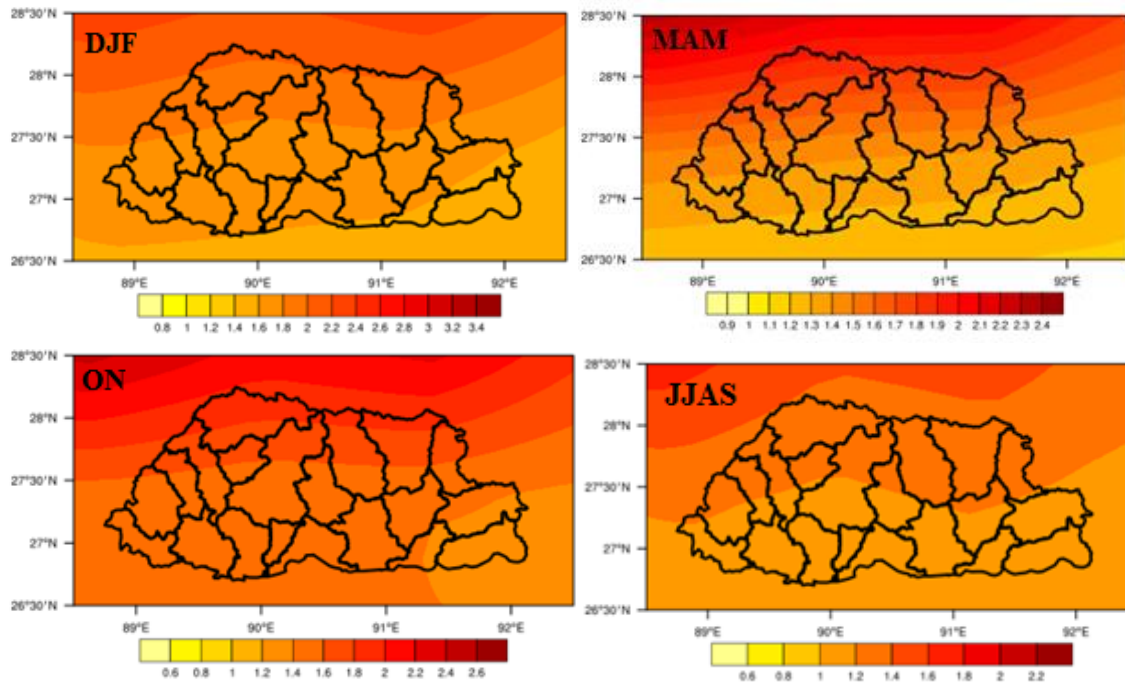 DJF
28°30'N
28°N
27°30'N
27°N
26°30'N
89°E 90°E 91°E 92°E
0.8 1 1.2 1.4 1.6 1.8 2 2.2 2.4 2.6 2.8 3 3.2 3.4
MAM
28°30'N
28°N
27°30'N
27°N
26°30'N
89°E 90°E 91°E 92°E
0.9 1 1.1 1.2 1.3 1.4 1.5 1.6 1.7 1.8 1.9 2 2.1 2.2 2.3 2.4
ON
28°30'N
28°N
27°30'N
27°N
26°30'N
89°E 90°E 91°E 92°E
0.6 0.8 1 1.2 1.4 1.6 1.8 2 2.2 2.4 2.6
JJAS
28°30'N
28°N
27°30'N
27°N
26°30'N
89°E 90°E 91°E 92°E
0.6 0.8 1 1.2 1.4 1.6 1.8 2 2.2